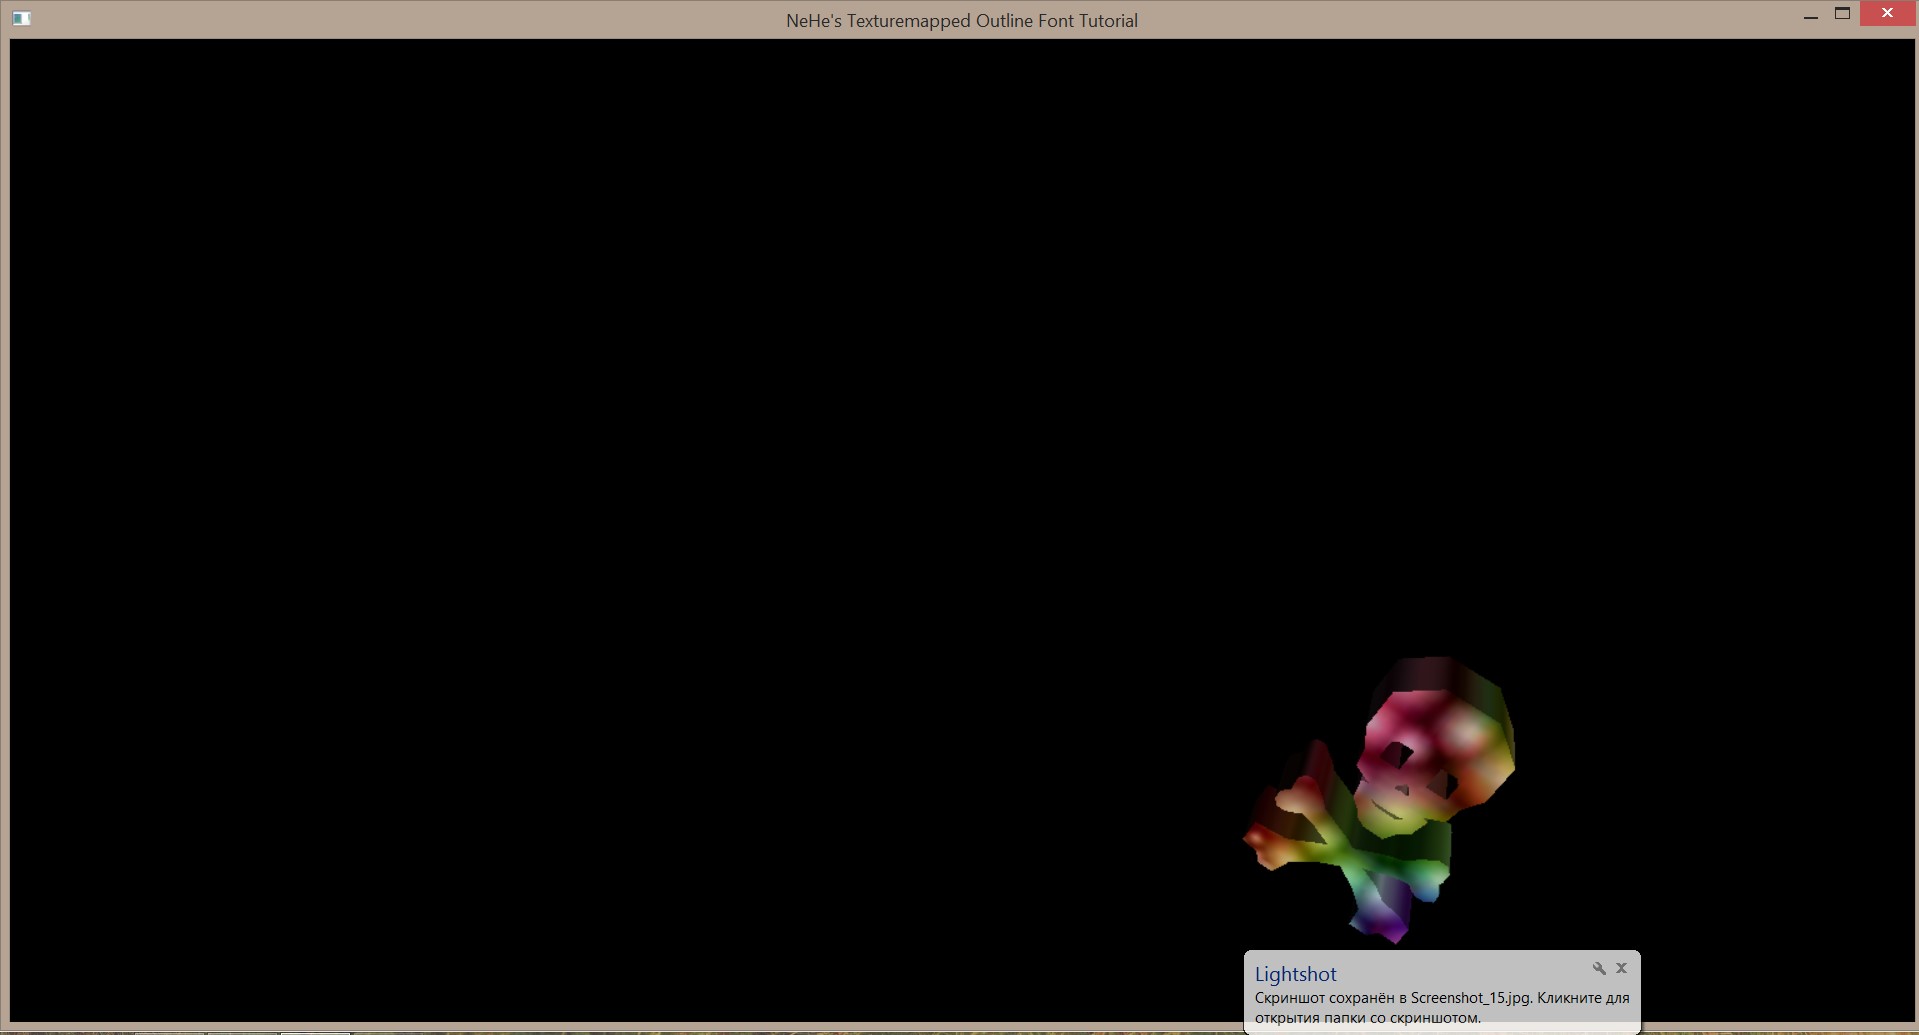 NeHe's Texturemapped Outline Font Tutorial
Lightshot
Скриншот сохранён в Screenshot_15.jpg. Кликните для
открытия папки со скриншотом.